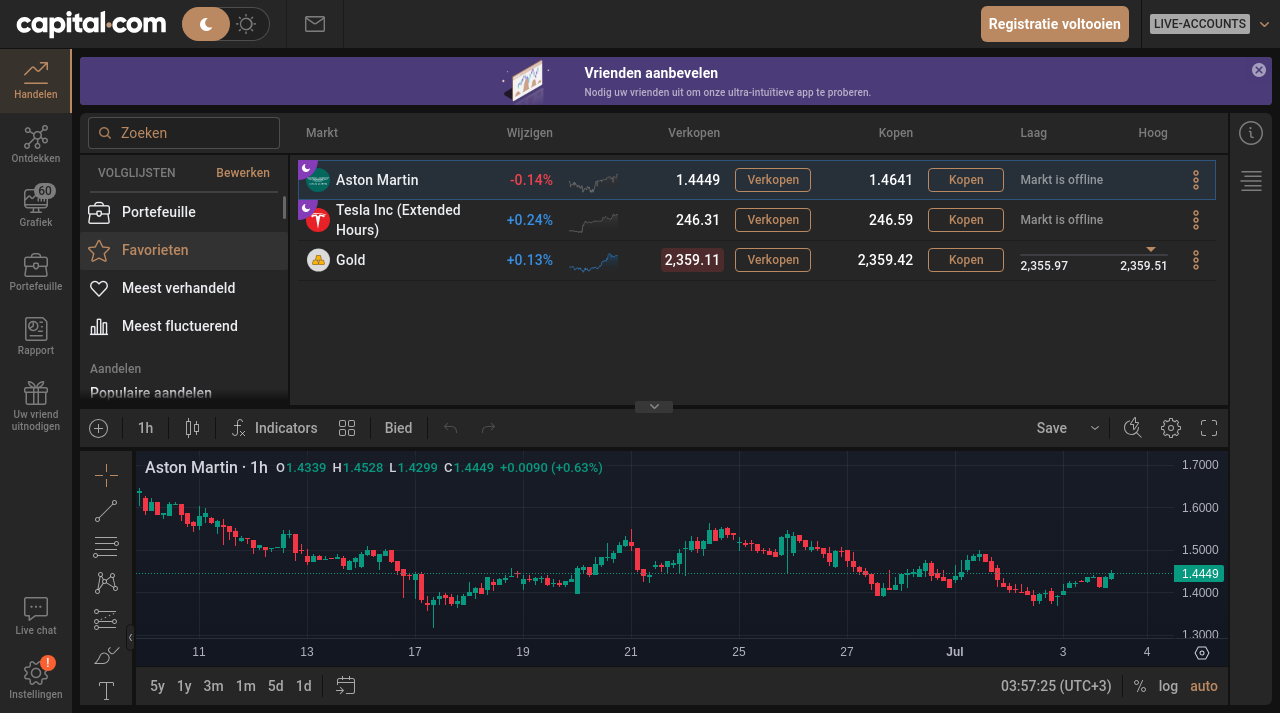 capital.com
Registratie voltooien
LIVE-ACCOUNTS
Handelen
Ontdekken
60
Grafiek
Portefeuille
Rapport
Uw vriend
uitnodigen
Live chat
!
Instellingen
Vrienden aanbevelen
Nodig uw vrienden uit om onze ultra-intuïtieve app te proberen.
Zoeken
Markt Wijzigen Verkopen Kopen Laag Hoog
VOLGLIJSTEN Bewerken
Portefeuille
Favorieten
Meest verhandeld
Meest fluctuerend
Aandelen
Populaire aandelen
Aston Martin -0.14% 1.4449 Verkopen 1.4641 Kopen Markt is offline
Tesla Inc (Extended
Hours) +0.24% 246.31 Verkopen 246.59 Kopen Markt is offline
Gold +0.13% 2,359.11 Verkopen 2,359.42 Kopen 2,355.97 2,359.51
1h Indicators Bied Save
Aston Martin · 1h O1.4339 H1.4528 L1.4299 C1.4449 +0.0090 (+0.63%)
1.7000
1.6000
1.5000
1.4449
1.4000
1.3000
11 13 17 19 21 25 27 Jul 3 4
5y 1y 3m 1m 5d 1d 03:57:25 (UTC+3) % log auto